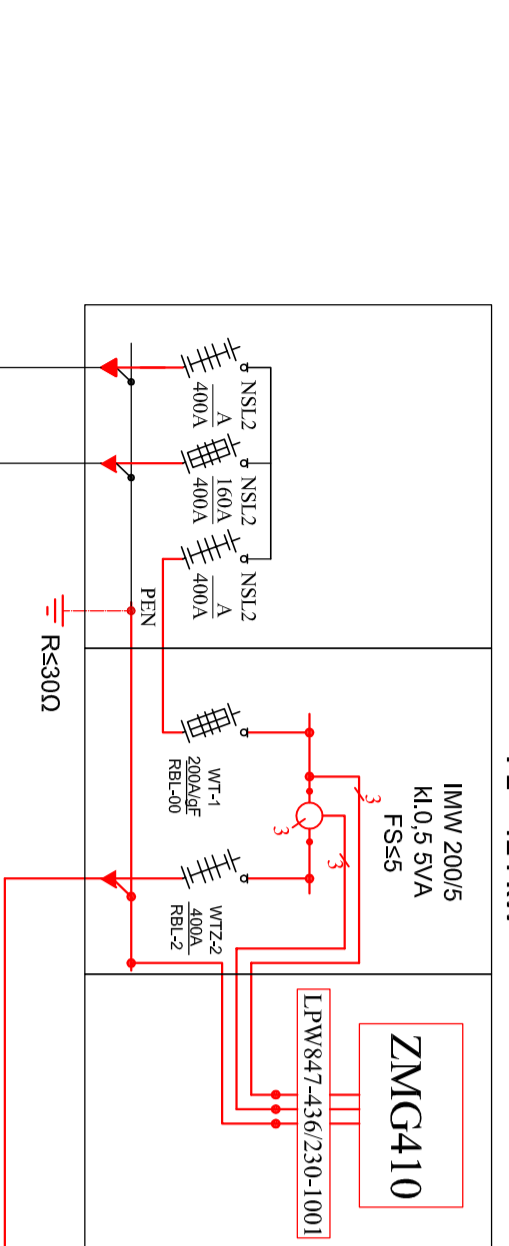 IMW 200/5
kl.0,5 5VA
FS≤5
NSL2
A
400A
NSL2
160A
400A
NSL2
A
400A
PEN
R≤30Ω
WT-1
200A/gF
RBL-00
3
3
3
WTZ-2
400A
RBL-2
ZMG410
LPW847-436/230-1001